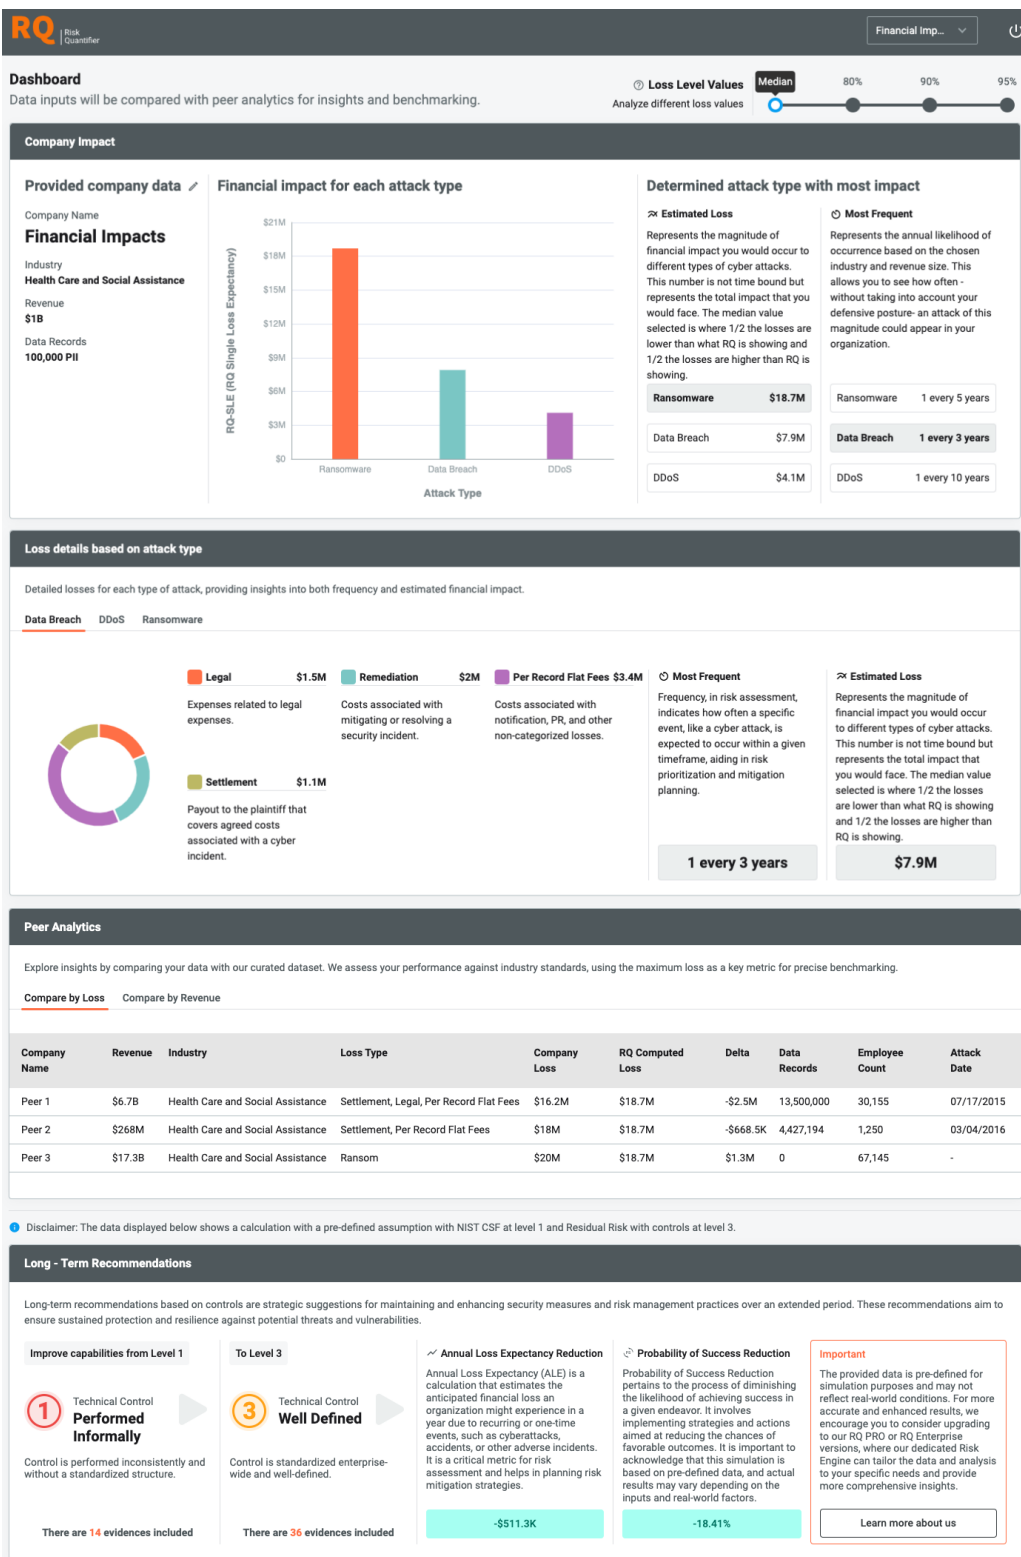 RQ
Risk
Quantifier
Financial Imp...
Dashboard
Data inputs will be compared with peer analytics for insights and benchmarking.
Loss Level Values
Analyze different loss values
Median
80%
90%
95%
Company Impact
Provided company data
Company Name
Financial Impacts
Industry
Health Care and Social Assistance
Revenue
$1B
Data Records
100,000 PII
Financial impact for each attack type
RQ-SLE (RQ Single Loss Expectancy)
$21M
$18M
$15M
$12M
$9M
$6M
$3M
$0
Ransomware
Data Breach
DDoS
Attack Type
Determined attack type with most impact
Estimated Loss
Represents the magnitude of
financial impact you would occur to
different types of cyber attacks.
This number is not time bound but
represents the total impact that you
would face. The median value
selected is where 1/2 the losses are
lower than what RQ is showing and
1/2 the losses are higher than RQ is
showing.
Ransomware $18.7M
Data Breach $7.9M
DDoS $4.1M
Most Frequent
Represents the annual likelihood of
occurrence based on the chosen
industry and revenue size. This
allows you to see how often -
without taking into account your
defensive posture- an attack of this
magnitude could appear in your
organization.
Ransomware 1 every 5 years
Data Breach 1 every 3 years
DDoS 1 every 10 years
Loss details based on attack type
Detailed losses for each type of attack, providing insights into both frequency and estimated financial impact.
Data Breach DDoS Ransomware
Legal $1.5M
Expenses related to legal
expenses.
Remediation $2M
Costs associated with
mitigating or resolving a
security incident.
Per Record Flat Fees $3.4M
Costs associated with
notification, PR, and other
non-categorized losses.
Settlement $1.1M
Payout to the plaintiff that
covers agreed costs
associated with a cyber
incident.
Most Frequent
Frequency, in risk assessment,
indicates how often a specific
event, like a cyber attack, is
expected to occur within a given
timeframe, aiding in risk
prioritization and mitigation
planning.
1 every 3 years
Estimated Loss
Represents the magnitude of
financial impact you would occur
to different types of cyber attacks.
This number is not time bound but
represents the total impact that
you would face. The median value
selected is where 1/2 the losses
are lower than what RQ is showing
and 1/2 the losses are higher than
RQ is showing.
$7.9M
Peer Analytics
Explore insights by comparing your data with our curated dataset. We assess your performance against industry standards, using the maximum loss as a key metric for precise benchmarking.
Compare by Loss Compare by Revenue
Company Name Revenue Industry Loss Type Company Loss RQ Computed Loss Delta Data Records Employee Count Attack Date
Peer 1 $6.7B Health Care and Social Assistance Settlement, Legal, Per Record Flat Fees $16.2M $18.7M -$2.5M 13,500,000 30,155 07/17/2015
Peer 2 $268M Health Care and Social Assistance Settlement, Per Record Flat Fees $18M $18.7M -$668.5K 4,427,194 1,250 03/04/2016
Peer 3 $17.3B Health Care and Social Assistance Ransom $20M $18.7M $1.3M 0 67,145 -
Disclaimer: The data displayed below shows a calculation with a pre-defined assumption with NIST CSF at level 1 and Residual Risk with controls at level 3.
Long - Term Recommendations
Long-term recommendations based on controls are strategic suggestions for maintaining and enhancing security measures and risk management practices over an extended period. These recommendations aim to
ensure sustained protection and resilience against potential threats and vulnerabilities.
Improve capabilities from Level 1
1
Technical Control
Performed
Informally
Control is performed inconsistently and
without a standardized structure.
There are 14 evidences included
To Level 3
3
Technical Control
Well Defined
Control is standardized enterprise-
wide and well-defined.
There are 36 evidences included
Annual Loss Expectancy Reduction
Annual Loss Expectancy (ALE) is a
calculation that estimates the
anticipated financial loss an
organization might experience in a
year due to recurring or one-time
events, such as cyberattacks,
accidents, or other adverse incidents.
It is a critical metric for risk
assessment and helps in planning risk
mitigation strategies.
-$511.3K
Probability of Success Reduction
Probability of Success Reduction
pertains to the process of diminishing
the likelihood of achieving success in
a given endeavor. It involves
implementing strategies and actions
aimed at reducing the chances of
favorable outcomes. It is important to
acknowledge that this simulation is
based on pre-defined data, and actual
results may vary depending on the
inputs and real-world factors.
-18.41%
Important
The provided data is pre-defined for
simulation purposes and may not
reflect real-world conditions. For more
accurate and enhanced results, we
encourage you to consider upgrading
to our RQ PRO or RQ Enterprise
versions, where our dedicated Risk
Engine can tailor the data and analysis
to your specific needs and provide
more comprehensive insights.
Learn more about us